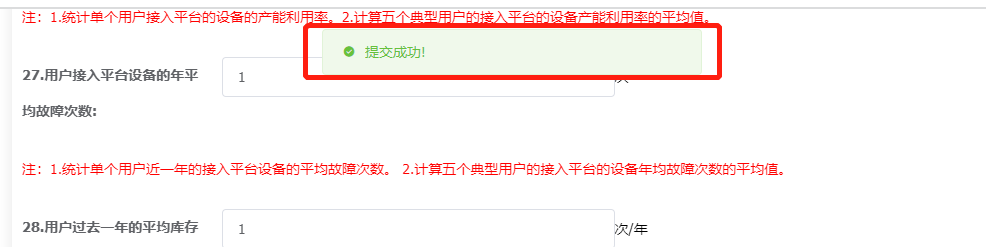 注：1.统计单个用户接入平台的设备的产能利用率。2.计算五个典型用户的接入平台的设备产能利用率的平均值。
提交成功!
27.用户接入平台设备的年平
均故障次数:
1
次
注：1.统计单个用户近一年的接入平台设备的平均故障次数。 2.计算五个典型用户的接入平台的设备年均故障次数的平均值。
28.用户过去一年的平均库存
1
次/年